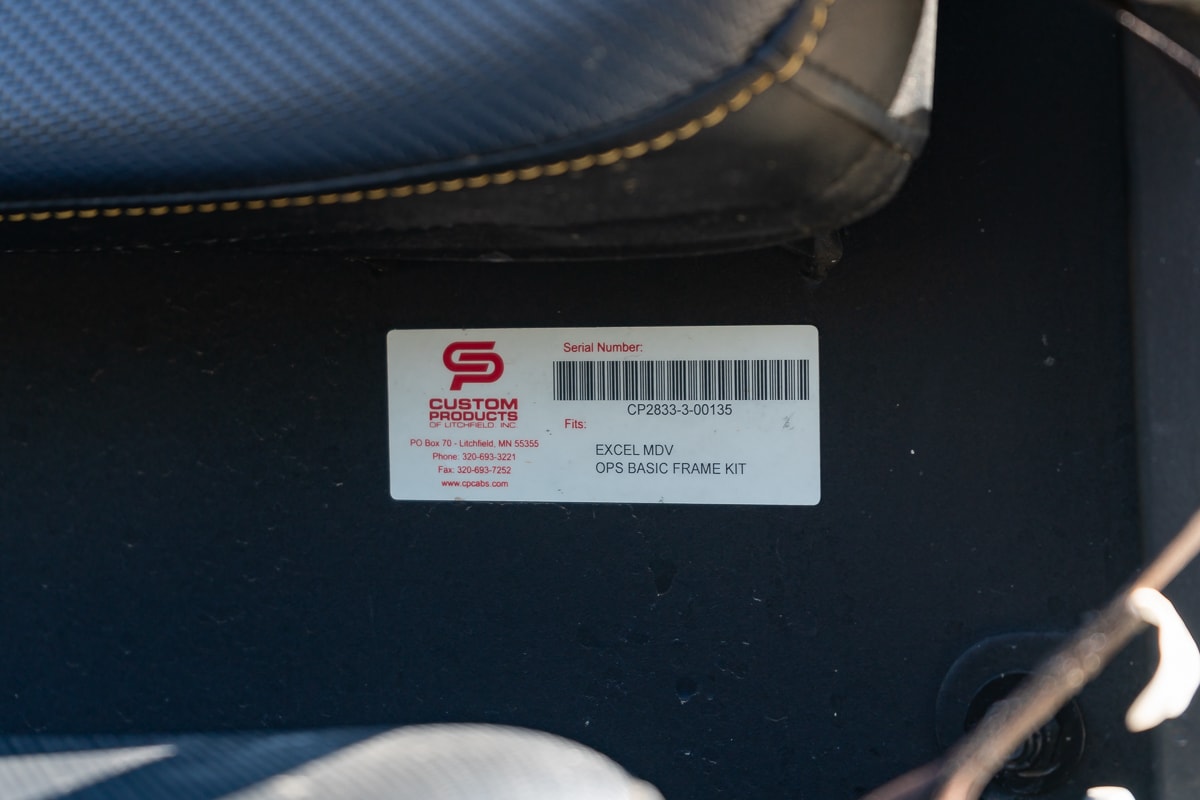 CP
CUSTOM
PRODUCTS
OF LITCHFIELD INC.
PO Box 70 - Litchfield, MN 55355
Phone: 320-693-3221
Fax: 320-693-7252
www.cpcabs.com
Serial Number:
CP2833-3-00135
Fits:
EXCEL MDV
OPS BASIC FRAME KIT